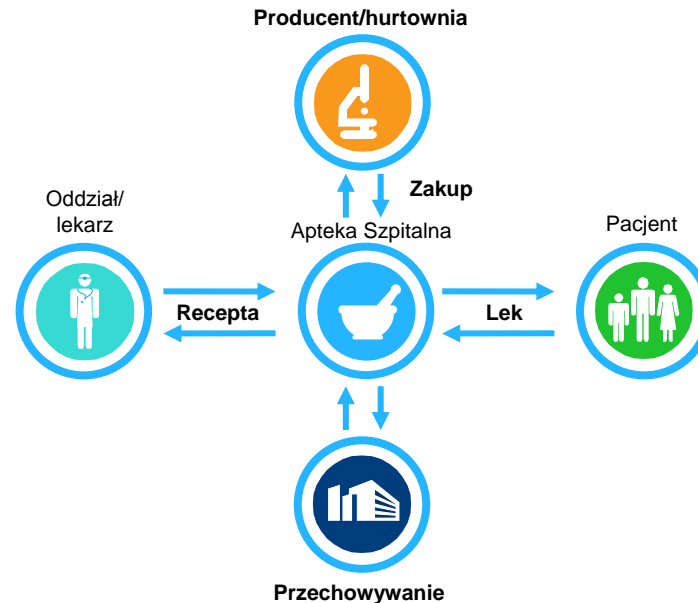 Producent/hurtownia
Zakup
Oddział/
lekarz
Apteka Szpitalna
Pacjent
Recepta
Lek
Przechowywanie